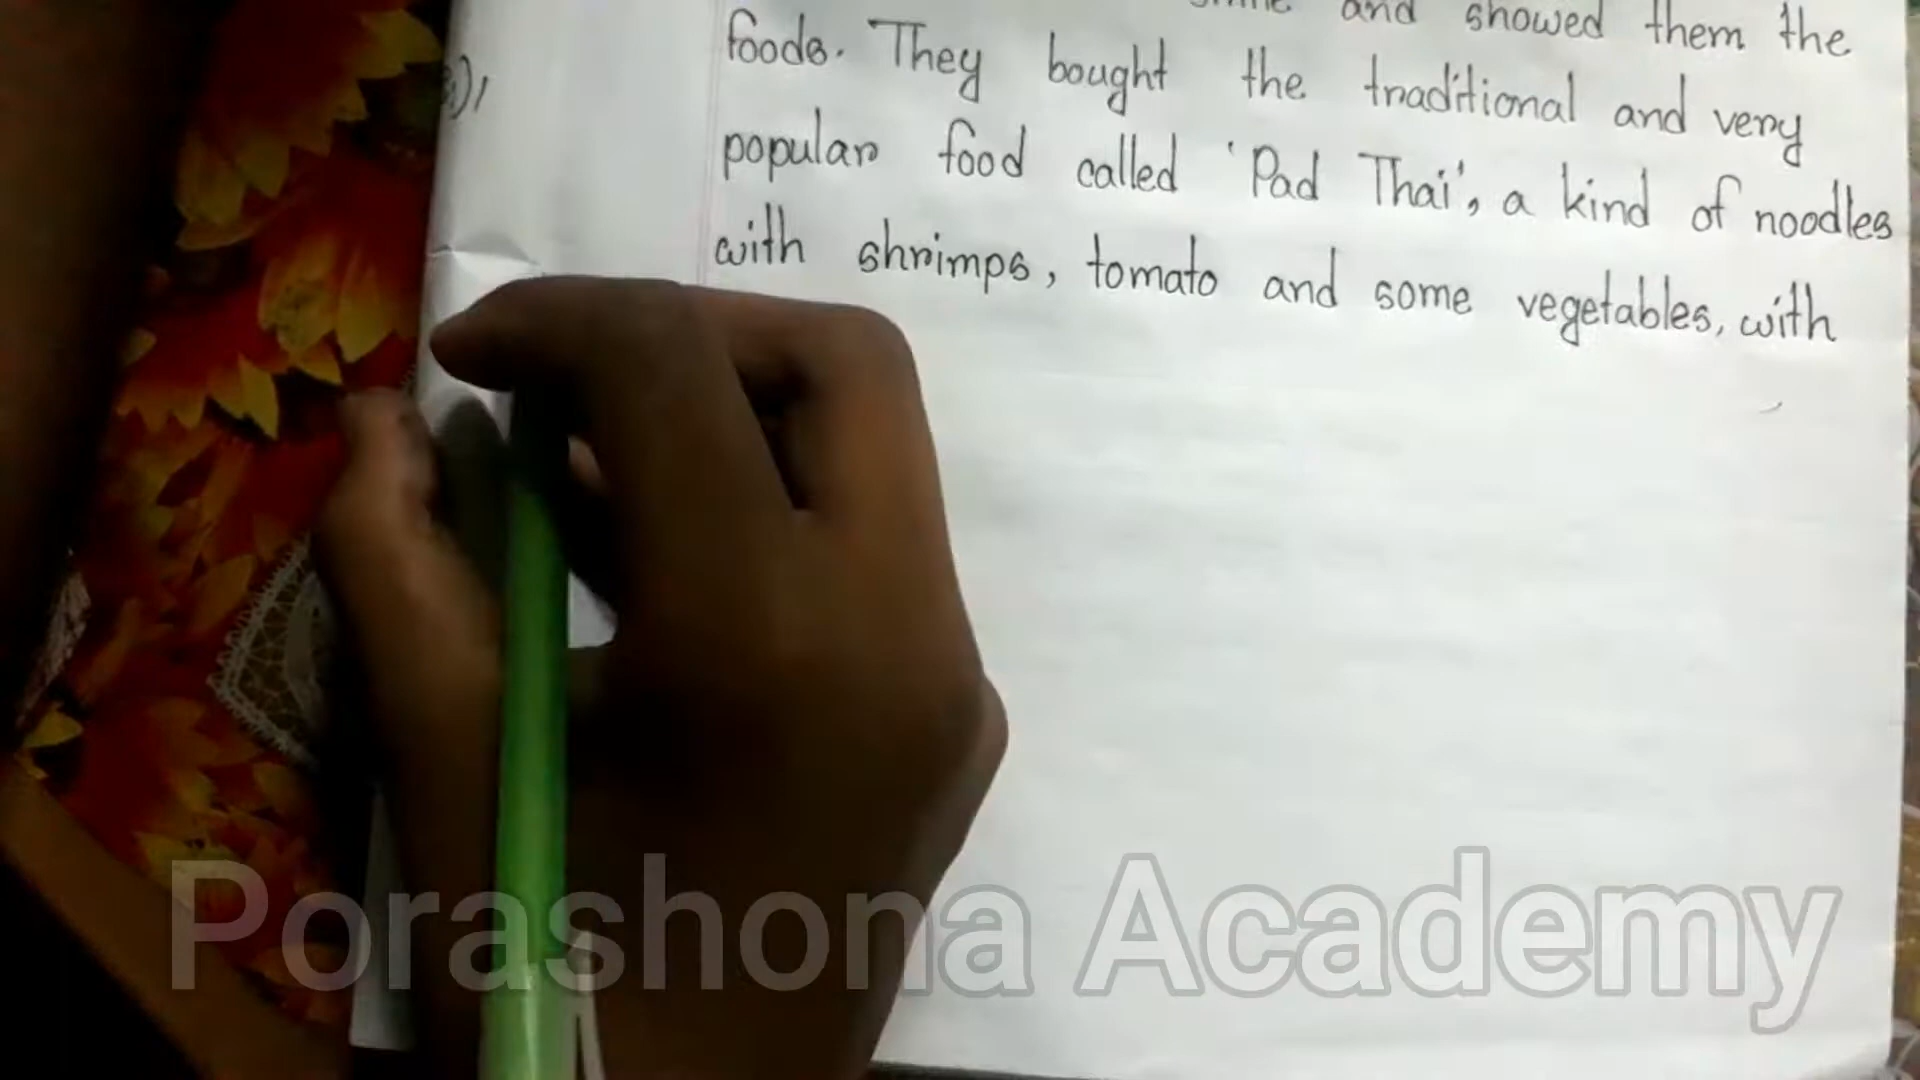 and showed them the
foods. They bought the traditional and very
popular food called 'Pad Thai', a kind of noodles
with shrimps, tomato and some vegetables, with
Porashona Academy